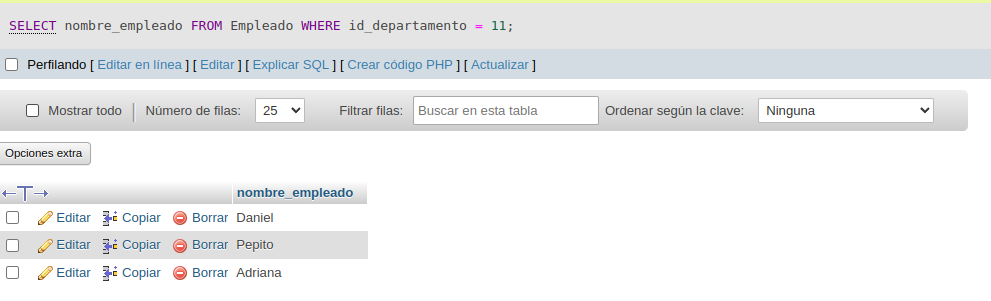 SELECT nombre_empleado FROM Empleado WHERE id_departamento = 11;
Perfilando [ Editar en línea ] [ Editar ] [ Explicar SQL ] [ Crear código PHP ] [ Actualizar ]
Mostrar todo Número de filas: 25 Filtrar filas: Buscar en esta tabla Ordenar según la clave: Ninguna
Opciones extra
nombre_empleado
Editar Copiar Borrar Daniel
Editar Copiar Borrar Pepito
Editar Copiar Borrar Adriana